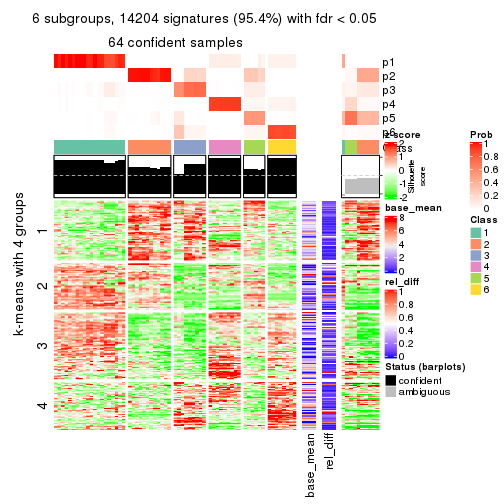 6 subgroups, 14204 signatures (95.4%) with fdr < 0.05
64 confident samples
p1
p2
p3
p4
p5
p6
Class
Silhouette
score
k-means with 4 groups
1
2
3
4
base_mean
rel_diff
z-score
2
1
0
-1
-2
base_mean
8
6
4
2
0
rel_diff
1
0.8
0.6
0.4
0.2
0
Status (barplots)
confident
ambiguous
Prob
1
0.8
0.6
0.4
0.2
0
Class
1
2
3
4
5
6